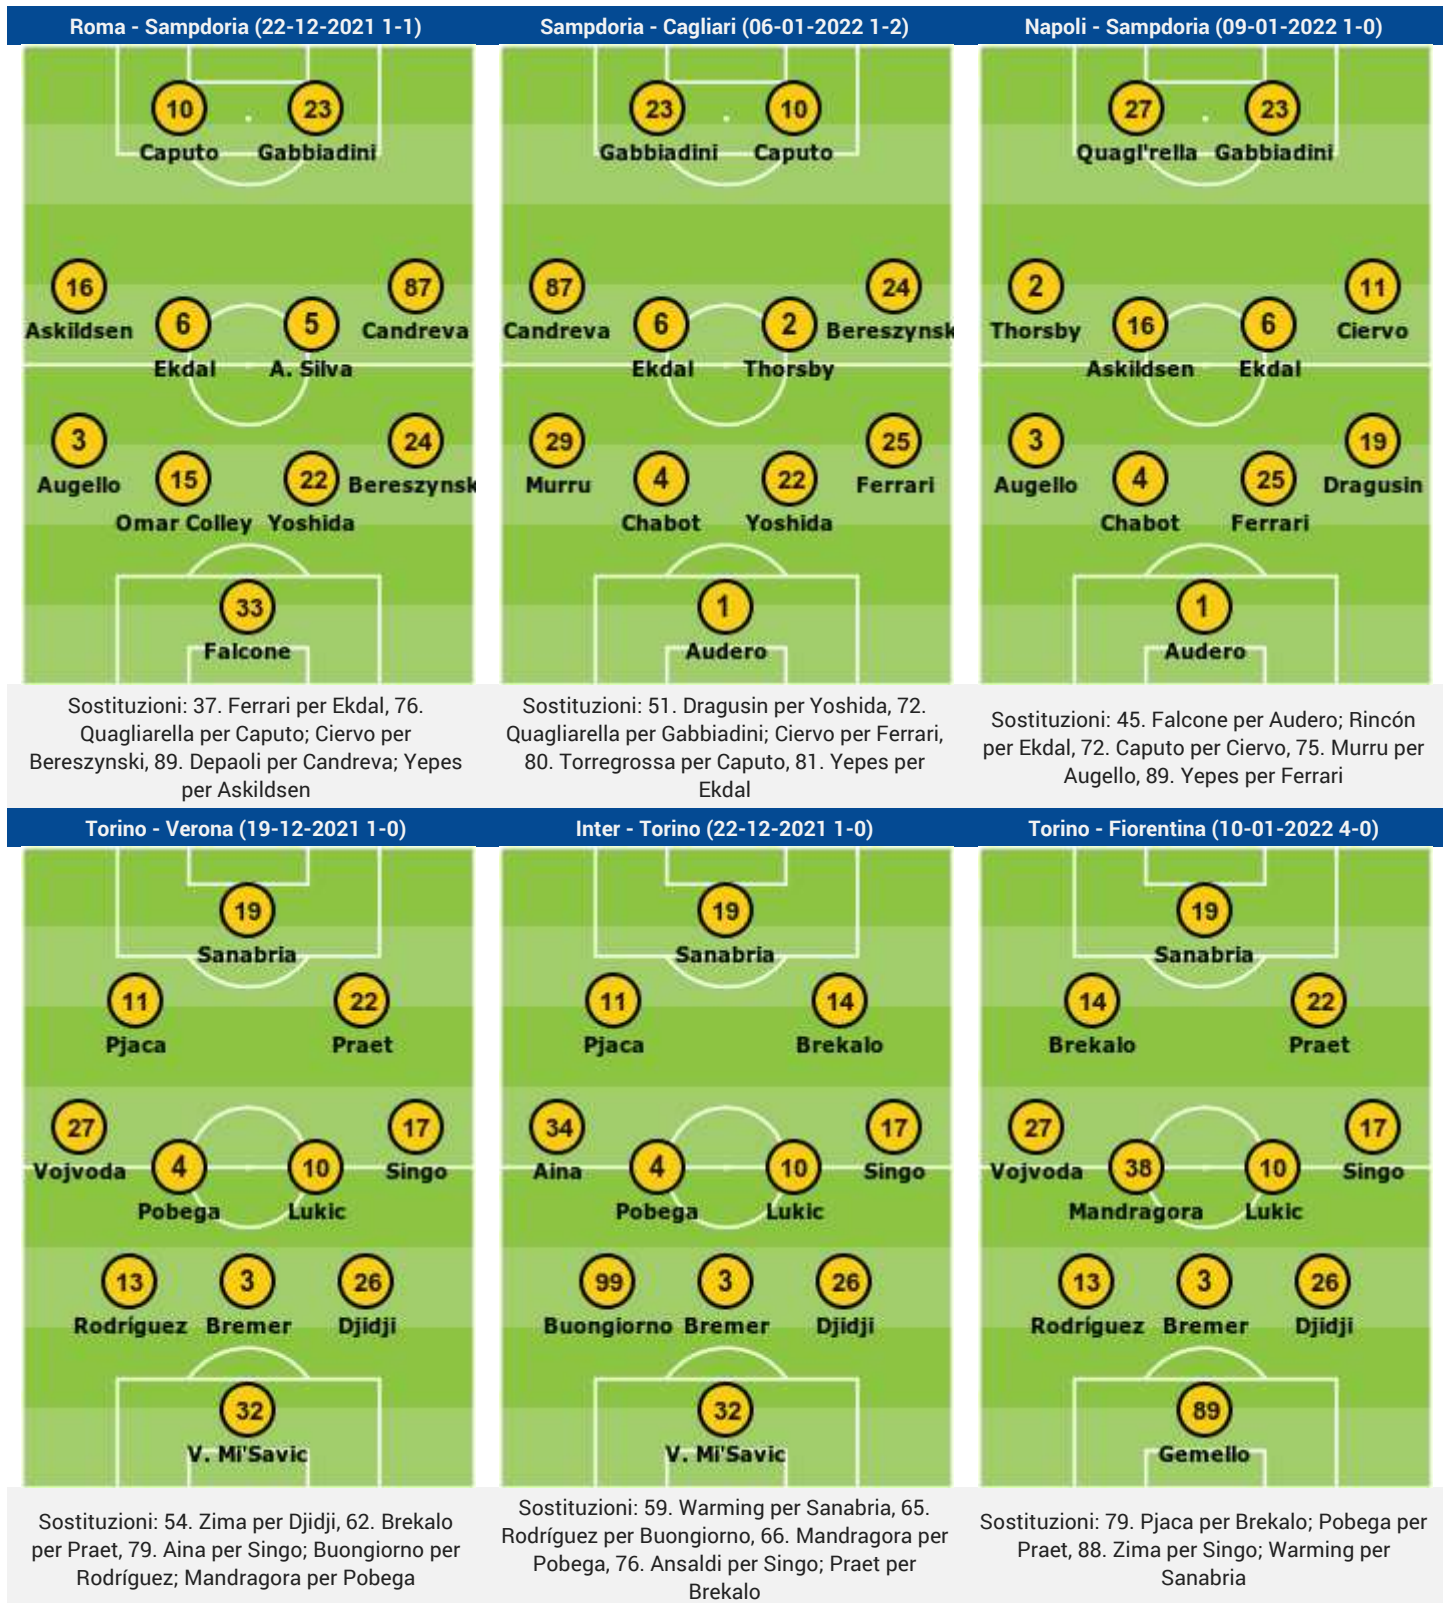 Roma - Sampdoria (22-12-2021 1-1)
10
23
Caputo
Gabbiadini
16
87
Askildsen
6
5
Candreva
Ekdal
A. Silva
3
24
Augello
15
22
Bereszynsk
Omar Colley
Yoshida
33
Falcone
Sostituzioni: 37. Ferrari per Ekdal, 76.
Quagliarella per Caputo; Ciervo per
Bereszynski, 89. Depaoli per Candreva; Yepes
per Askildsen
Sampdoria - Cagliari (06-01-2022 1-2)
23
10
Gabbiadini
Caputo
87
24
Candreva
6
2
Bereszynsk
Ekdal
Thorsby
29
25
Murru
4
22
Ferrari
Chabot
Yoshida
1
Audero
Sostituzioni: 51. Dragusin per Yoshida, 72.
Quagliarella per Gabbiadini; Ciervo per Ferrari,
80. Torregrossa per Caputo, 81. Yepes per
Ekdal
Napoli - Sampdoria (09-01-2022 1-0)
27
23
Quagl'rella
Gabbiadini
2
11
Thorsby
16
6
Ciervo
Askildsen
Ekdal
3
19
Augello
4
25
Dragusin
Chabot
Ferrari
1
Audero
Sostituzioni: 45. Falcone per Audero; Rincón
per Ekdal, 72. Caputo per Ciervo, 75. Murru per
Augello, 89. Yepes per Ferrari
Torino - Verona (19-12-2021 1-0)
19
Sanabria
11
22
Pjaca
Praet
27
17
Vojvoda
4
10
Singo
Pobega
Lukic
13
3
26
Rodríguez
Bremer
Djidji
32
V. Mi'Savic
Sostituzioni: 54. Zima per Djidji, 62. Brekalo
per Praet, 79. Aina per Singo; Buongiorno per
Rodríguez; Mandragora per Pobega
Inter - Torino (22-12-2021 1-0)
19
Sanabria
11
14
Pjaca
Brekalo
34
17
Aina
4
10
Singo
Pobega
Lukic
99
3
26
Buongiorno
Bremer
Djidji
32
V. Mi'Savic
Sostituzioni: 59. Warming per Sanabria, 65.
Rodríguez per Buongiorno, 66. Mandragora per
Pobega, 76. Ansaldi per Singo; Praet per
Brekalo
Torino - Fiorentina (10-01-2022 4-0)
19
Sanabria
14
22
Brekalo
Praet
27
17
Vojvoda
38
10
Singo
Mandragora
Lukic
13
3
26
Rodríguez
Bremer
Djidji
89
Gemello
Sostituzioni: 79. Pjaca per Brekalo; Pobega per
Praet, 88. Zima per Singo; Warming per
Sanabria